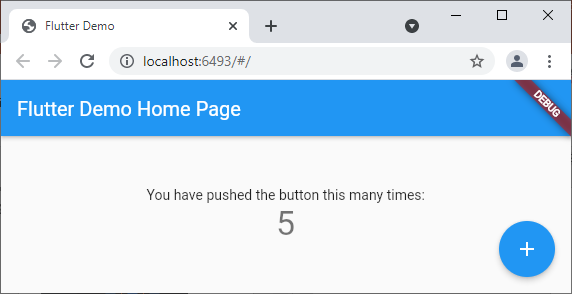 Flutter Demo
localhost:6493/#/
Flutter Demo Home Page
DEBUG
You have pushed the button this many times:
5